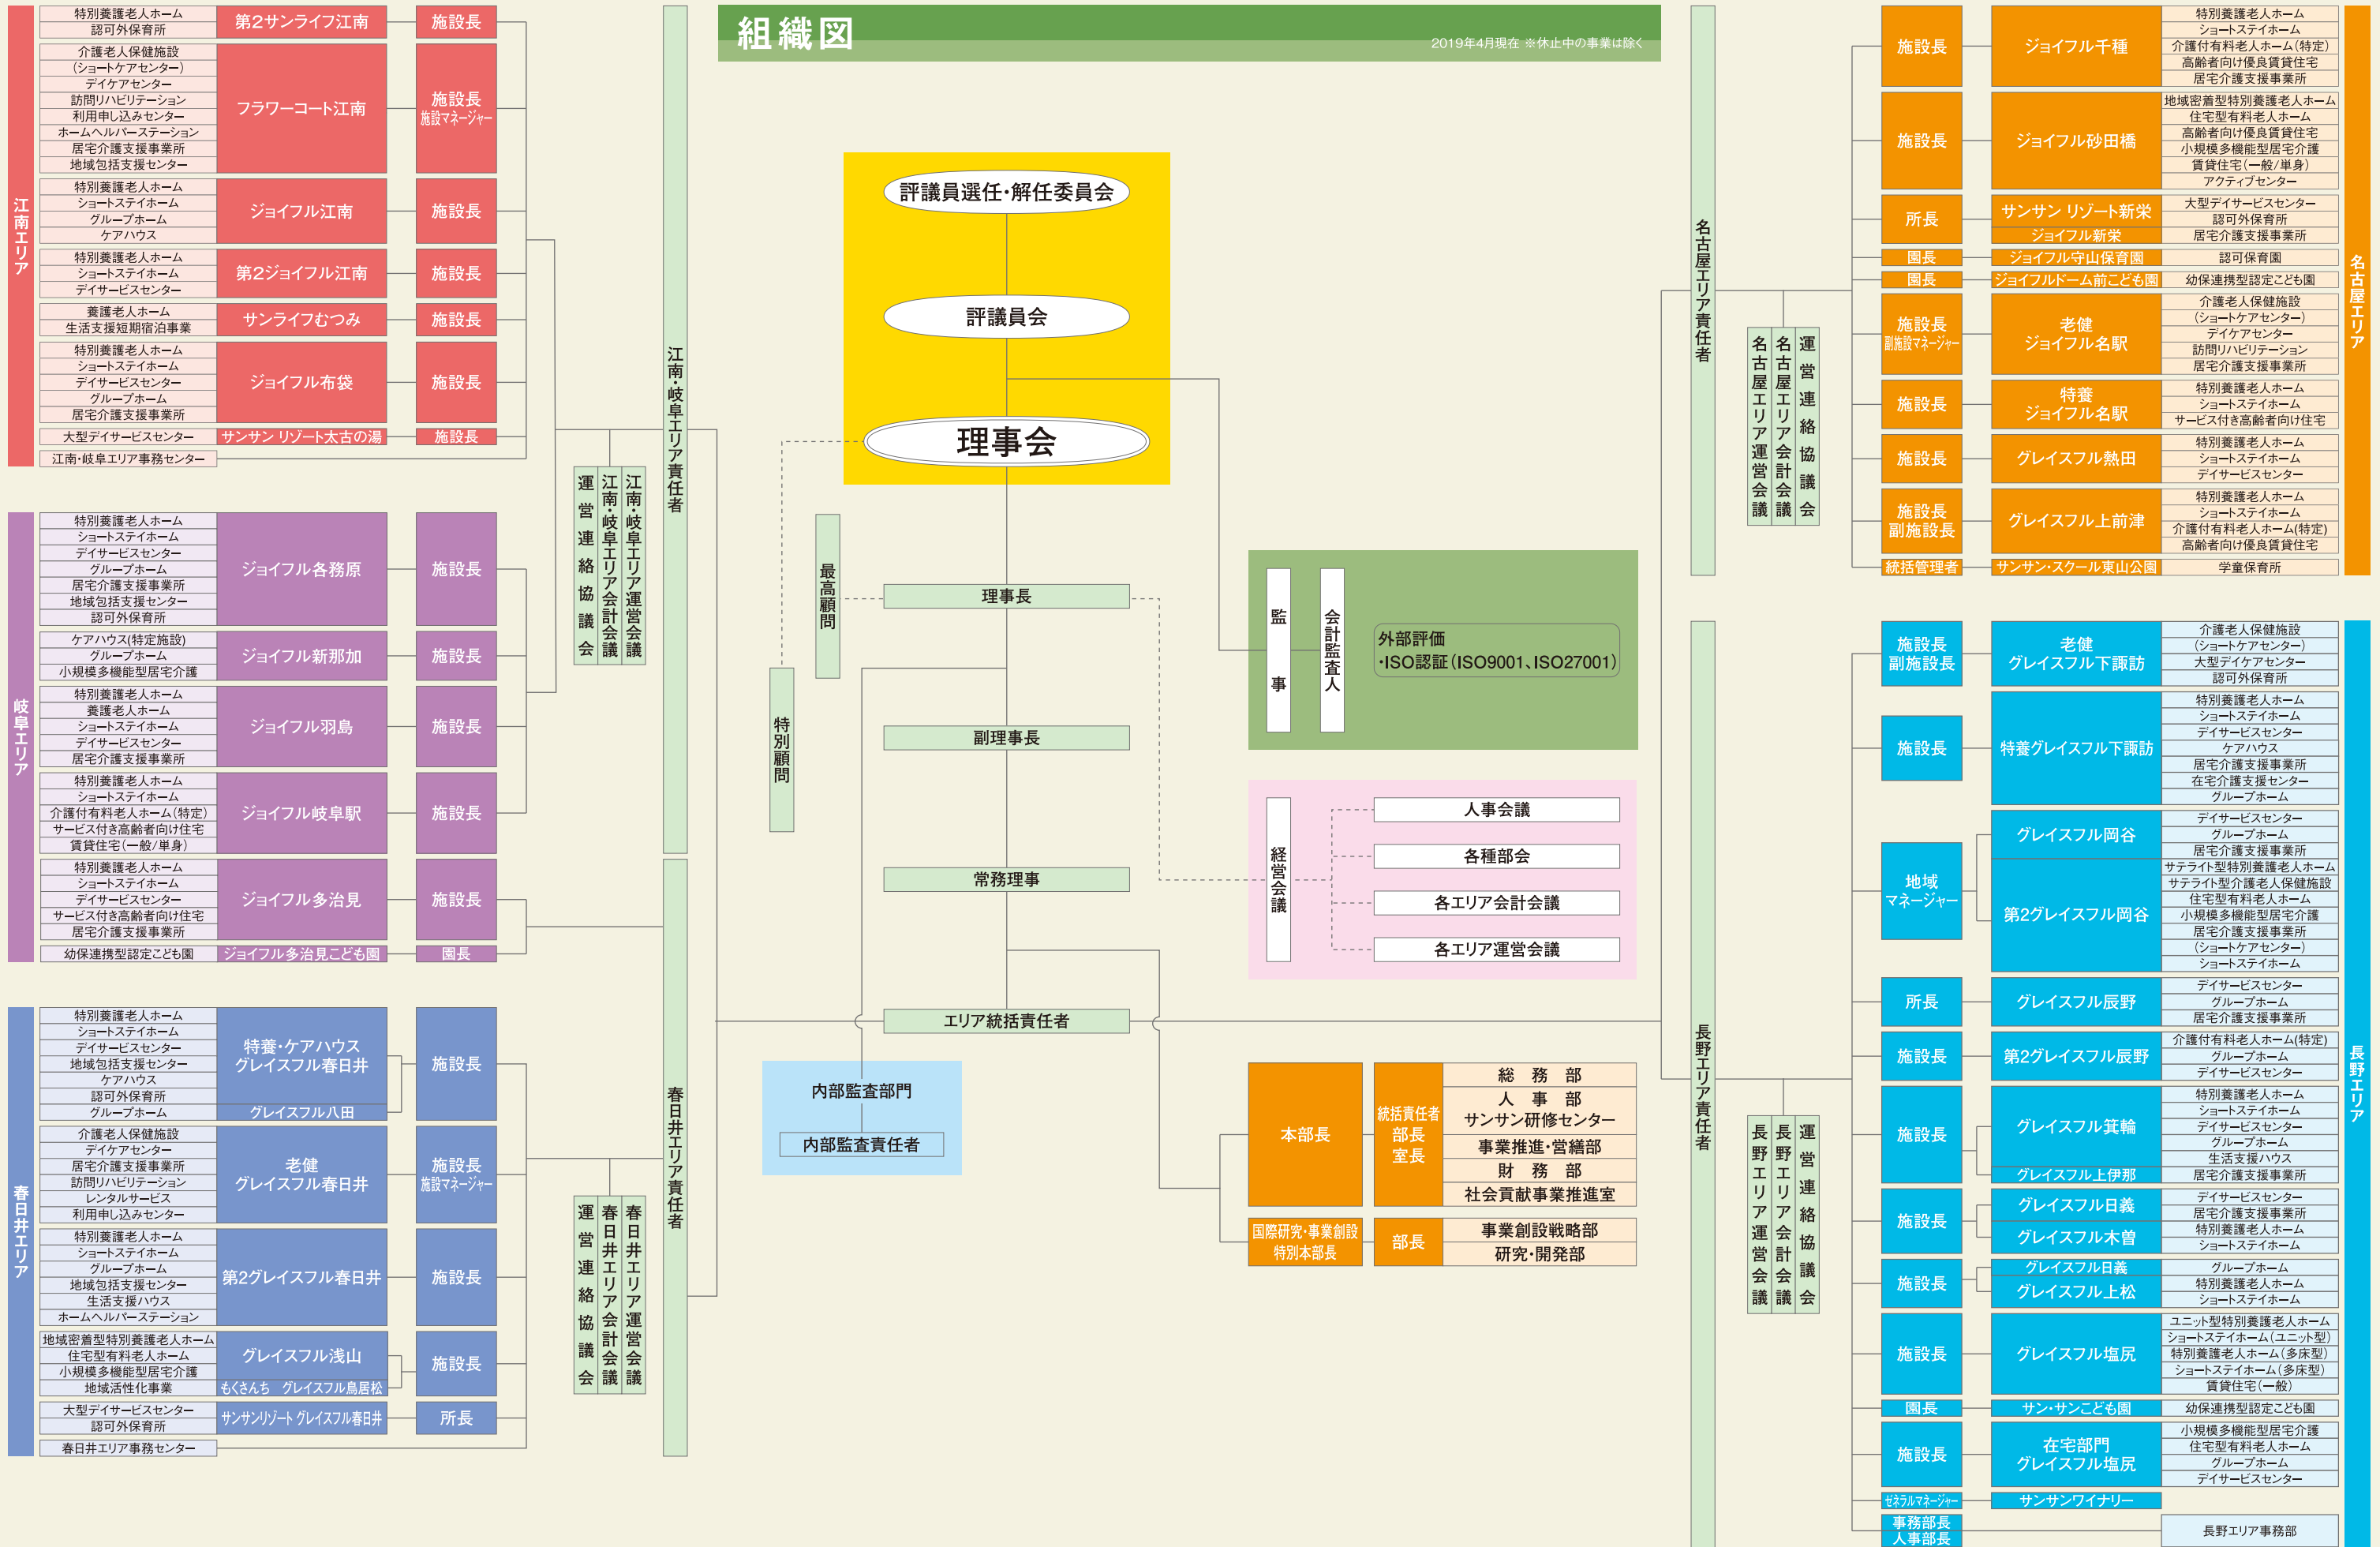 組織図
2019年4月現在 ※休止中の事業は除く
江南エリア
特別養護老人ホーム
認可外保育所
第2サンライフ江南
施設長
介護老人保健施設
(ショートケアセンター)
デイケアセンター
訪問リハビリテーション
利用申し込みセンター
ホームヘルパーステーション
居宅介護支援事業所
地域包括支援センター
フラワーコート江南
施設長
施設マネージャー
特別養護老人ホーム
ショートステイホーム
グループホーム
ケアハウス
ジョイフル江南
施設長
特別養護老人ホーム
ショートステイホーム
デイサービスセンター
第2ジョイフル江南
施設長
養護老人ホーム
生活支援短期宿泊事業
サンライフむつみ
施設長
特別養護老人ホーム
ショートステイホーム
デイサービスセンター
グループホーム
居宅介護支援事業所
ジョイフル布袋
施設長
大型デイサービスセンター
サンサン リゾート太古の湯
施設長
江南・岐阜エリア事務センター
岐阜エリア
特別養護老人ホーム
ショートステイホーム
デイサービスセンター
グループホーム
居宅介護支援事業所
地域包括支援センター
認可外保育所
ジョイフル各務原
施設長
ケアハウス(特定施設)
グループホーム
小規模多機能型居宅介護
ジョイフル新那加
施設長
特別養護老人ホーム
養護老人ホーム
ショートステイホーム
デイサービスセンター
居宅介護支援事業所
ジョイフル羽島
施設長
特別養護老人ホーム
ショートステイホーム
介護付有料老人ホーム(特定)
サービス付き高齢者向け住宅
賃貸住宅(一般/単身)
ジョイフル岐阜駅
施設長
特別養護老人ホーム
ショートステイホーム
デイサービスセンター
サービス付き高齢者向け住宅
居宅介護支援事業所
ジョイフル多治見
施設長
幼保連携型認定こども園
ジョイフル多治見こども園
園長
春日井エリア
特別養護老人ホーム
ショートステイホーム
デイサービスセンター
地域包括支援センター
ケアハウス
認可外保育所
グループホーム
特養・ケアハウス
グレイスフル春日井
グレイスフル八田
施設長
介護老人保健施設
デイケアセンター
居宅介護支援事業所
訪問リハビリテーション
レンタルサービス
利用申し込みセンター
老健
グレイスフル春日井
施設長
施設マネージャー
特別養護老人ホーム
ショートステイホーム
グループホーム
地域包括支援センター
生活支援ハウス
ホームヘルパーステーション
第2グレイスフル春日井
施設長
地域密着型特別養護老人ホーム
住宅型有料老人ホーム
小規模多機能型居宅介護
地域活性化事業
グレイスフル浅山
もくさんち　グレイスフル鳥居松
施設長
大型デイサービスセンター
認可外保育所
サンサンリゾート グレイスフル春日井
所長
春日井エリア事務センター
江南・岐阜エリア責任者
運営連絡協議会
江南・岐阜エリア会計会議
江南・岐阜エリア運営会議
春日井エリア責任者
運営連絡協議会
春日井エリア会計会議
春日井エリア運営会議
評議員選任・解任委員会
評議員会
理事会
最高顧問
特別顧問
理事長
副理事長
常務理事
エリア統括責任者
内部監査部門
内部監査責任者
監事
会計監査人
外部評価
・ISO認証(ISO9001、ISO27001)
経営会議
人事会議
各種部会
各エリア会計会議
各エリア運営会議
本部長
統括責任者
部長
室長
総　務　部
人　事　部
サンサン研修センター
事業推進・営繕部
財　務　部
社会貢献事業推進室
国際研究・事業創設
特別本部長
部長
事業創設戦略部
研究・開発部
名古屋エリア責任者
名古屋エリア運営会議
名古屋エリア会計会議
運営連絡協議会
長野エリア責任者
長野エリア運営会議
長野エリア会計会議
運営連絡協議会
名古屋エリア
施設長
ジョイフル千種
特別養護老人ホーム
ショートステイホーム
介護付有料老人ホーム(特定)
高齢者向け優良賃貸住宅
居宅介護支援事業所
施設長
ジョイフル砂田橋
地域密着型特別養護老人ホーム
住宅型有料老人ホーム
高齢者向け優良賃貸住宅
小規模多機能型居宅介護
賃貸住宅(一般/単身)
アクティブセンター
所長
サンサン リゾート新栄
ジョイフル新栄
大型デイサービスセンター
認可外保育所
居宅介護支援事業所
園長
ジョイフル守山保育園
認可保育園
園長
ジョイフルドーム前こども園
幼保連携型認定こども園
施設長
副施設マネージャー
老健
ジョイフル名駅
介護老人保健施設
(ショートケアセンター)
デイケアセンター
訪問リハビリテーション
居宅介護支援事業所
施設長
特養
ジョイフル名駅
特別養護老人ホーム
ショートステイホーム
サービス付き高齢者向け住宅
施設長
グレイスフル熱田
特別養護老人ホーム
ショートステイホーム
デイサービスセンター
施設長
副施設長
グレイスフル上前津
特別養護老人ホーム
ショートステイホーム
介護付有料老人ホーム(特定)
高齢者向け優良賃貸住宅
統括管理者
サンサン・スクール東山公園
学童保育所
長野エリア
施設長
副施設長
老健
グレイスフル下諏訪
介護老人保健施設
(ショートケアセンター)
大型デイケアセンター
認可外保育所
施設長
特養グレイスフル下諏訪
特別養護老人ホーム
ショートステイホーム
デイサービスセンター
ケアハウス
居宅介護支援事業所
在宅介護支援センター
グループホーム
地域
マネージャー
グレイスフル岡谷
デイサービスセンター
グループホーム
居宅介護支援事業所
第2グレイスフル岡谷
サテライト型特別養護老人ホーム
サテライト型介護老人保健施設
住宅型有料老人ホーム
小規模多機能型居宅介護
居宅介護支援事業所
(ショートケアセンター)
ショートステイホーム
所長
グレイスフル辰野
デイサービスセンター
グループホーム
居宅介護支援事業所
施設長
第2グレイスフル辰野
介護付有料老人ホーム(特定)
グループホーム
デイサービスセンター
施設長
グレイスフル箕輪
グレイスフル上伊那
特別養護老人ホーム
ショートステイホーム
デイサービスセンター
グループホーム
生活支援ハウス
居宅介護支援事業所
施設長
グレイスフル日義
グレイスフル木曽
デイサービスセンター
居宅介護支援事業所
特別養護老人ホーム
ショートステイホーム
施設長
グレイスフル日義
グレイスフル上松
グループホーム
特別養護老人ホーム
ショートステイホーム
施設長
グレイスフル塩尻
ユニット型特別養護老人ホーム
ショートステイホーム(ユニット型)
特別養護老人ホーム(多床型)
ショートステイホーム(多床型)
賃貸住宅(一般)
園長
サン・サンこども園
幼保連携型認定こども園
施設長
在宅部門
グレイスフル塩尻
小規模多機能型居宅介護
住宅型有料老人ホーム
グループホーム
デイサービスセンター
ゼネラルマネージャー
サンサンワイナリー
事務部長
人事部長
長野エリア事務部